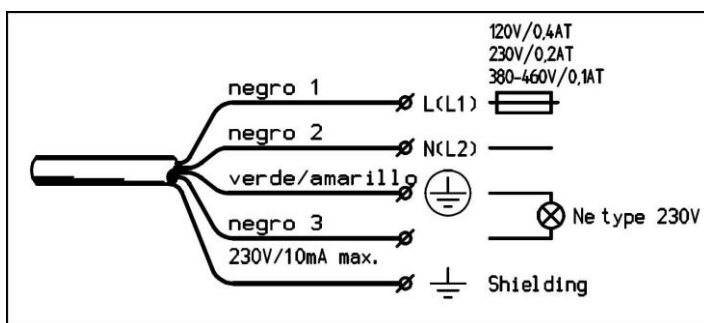 120V/0,4AT
230V/0,2AT
380-460V/0,1AT
negro 1
L(L1)
negro 2
N(L2)
verde/amarillo
Ne type 230V
negro 3
230V/10mA max.
Shielding